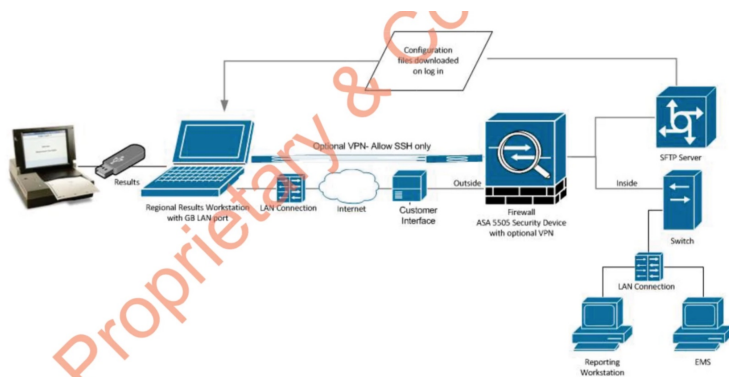 Proprietary & Co
Configuration
files downloaded
on log in
Optional VPN- Allow SSH only
SFTP Server
Results
Regional Results Workstation
with GB LAN port
LAN Connection
Internet
Customer
Interface
Outside
Firewall
ASA 5505 Security Device
with optional VPN
Inside
Switch
LAN Connection
Reporting
Workstation
EMS